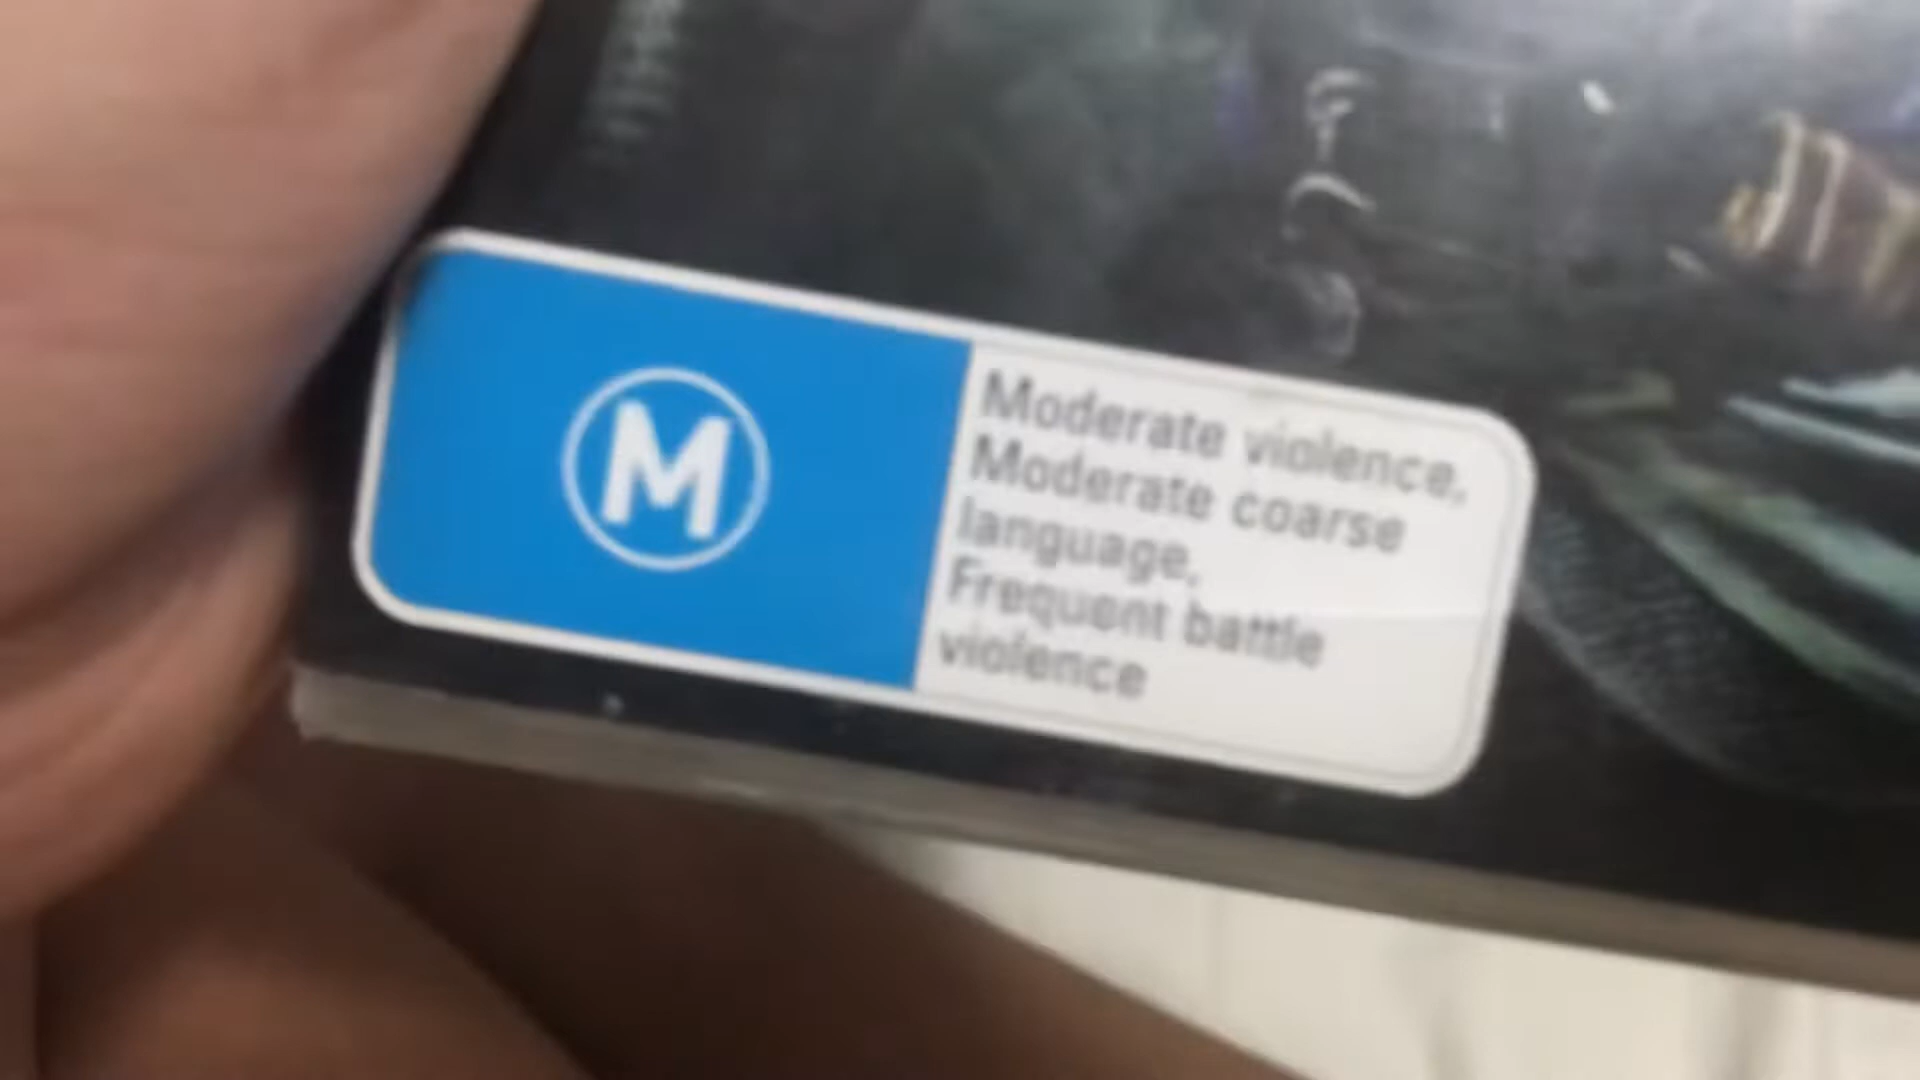 M
Moderate violence,
Moderate coarse
language,
Frequent battle
violence